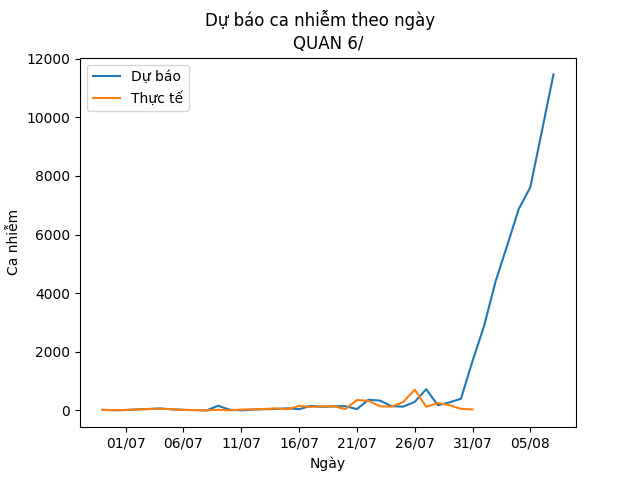 Dự báo ca nhiễm theo ngày
QUAN 6/
12000
10000
8000
6000
4000
2000
0
Ca nhiễm
Dự báo
Thực tế
01/07 06/07 11/07 16/07 21/07 26/07 31/07 05/08
Ngày